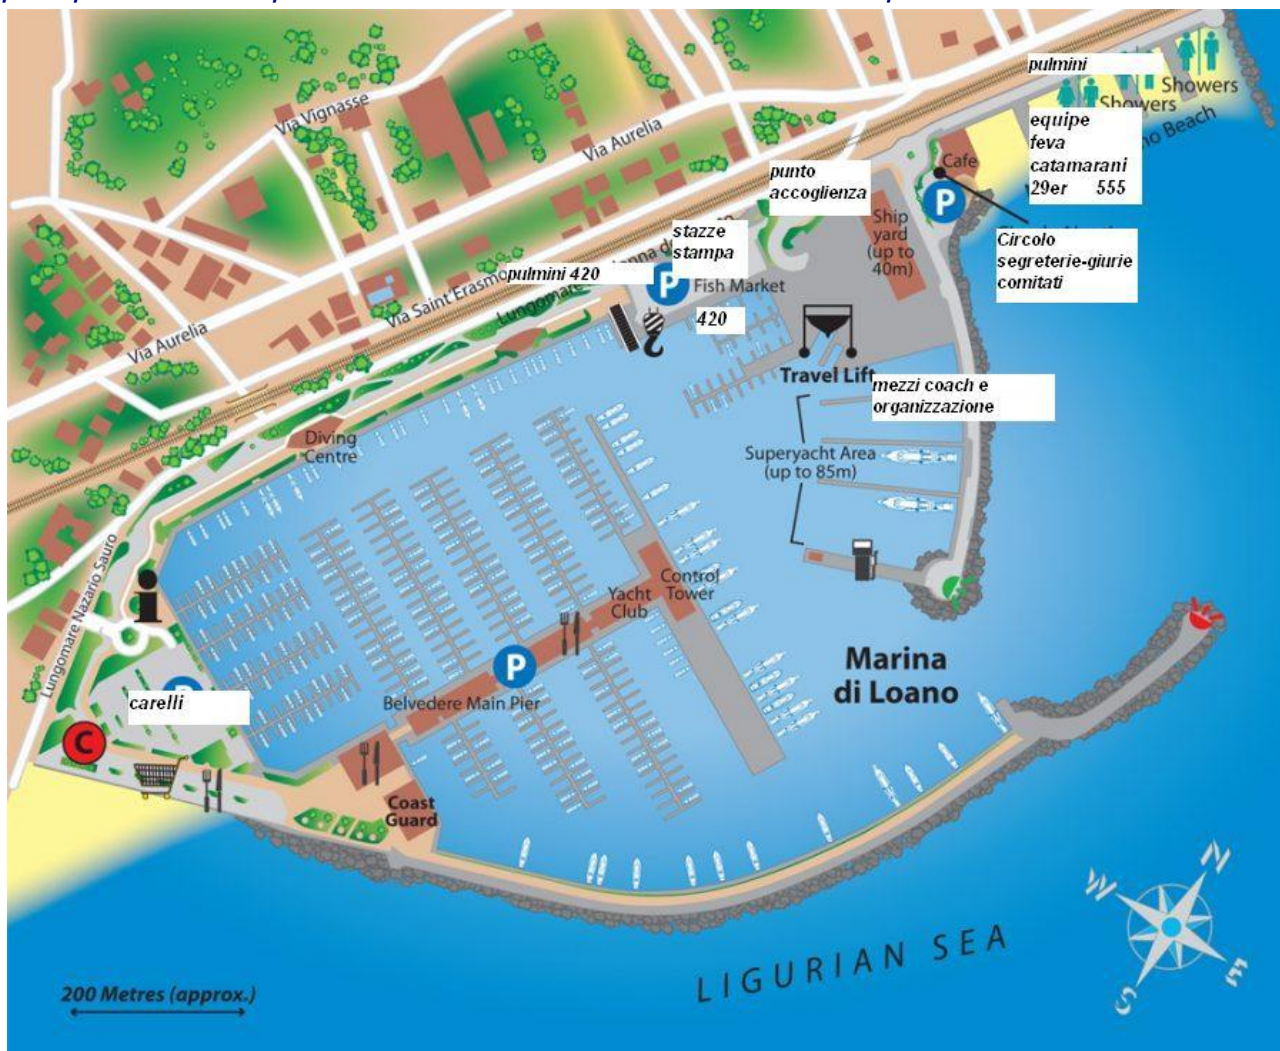 pulmini
Showers
Showers
Via Vignasse
equipe
feva
catamarani
29er 555
Beach
Via Aurelia
Cafe
P
punto
accoglienza
Ship
yard
(up to
40m)
stazze
stampa
Circolo
segreterie-giurie
comitati
pulmini 420
P
Fish Market
Via Saint'Erasmo
Lungomare
420
Via Aurelia
Travel Lift
mezzi coach e
organizzazione
Diving
Centre
Superyacht Area
(up to 85m)
Lungomare Nazario Sauro
i
Yacht
Club
Control
Tower
P
Marina
di Loano
carelli
Belvedere Main Pier
C
Coast
Guard
N
W
E
S
LIGURIAN SEA
200 Metres (approx.)